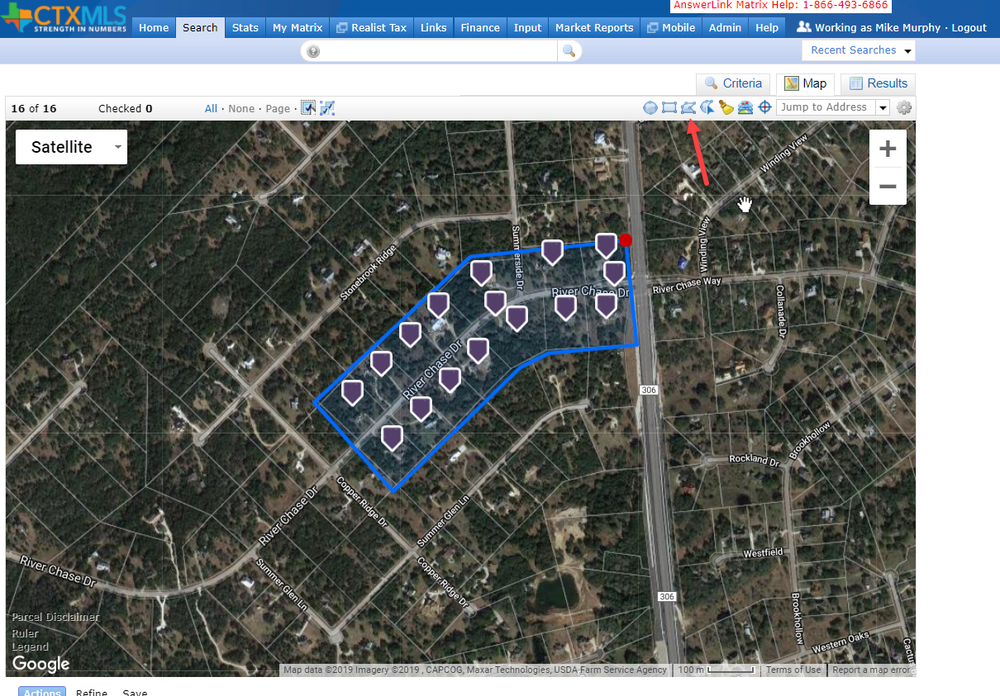 AnswerLink Matrix Help: 1-866-493-6866
CTXMLS
STRENGTH IN NUMBERS
Home Search Stats My Matrix Realist Tax Links Finance Input Market Reports Mobile Admin Help Working as Mike Murphy · Logout
?
Recent Searches
Criteria Map Results
16 of 16 Checked 0 All · None · Page · Jump to Address
Satellite
+
−
Winding View
Winding View
Summerside Dr
Stonebrook Ridge
River Chase Way
River Chase Dr
Collanade Dr
River Chase Dr
306
Brookhollow
Rockland Dr
Copper Ridge Dr
River Chase Dr
Summer Glen Ln
Westfield
River Chase Dr
Summer Glen Ln
Copper Ridge Dr
306
Brookhollow
Western Oaks
Cactus
Parcel Disclaimer
Ruler
Legend
Google
Map data ©2019 Imagery ©2019 , CAPCOG, Maxar Technologies, USDA Farm Service Agency 100 m Terms of Use Report a map error
Actions Refine Save